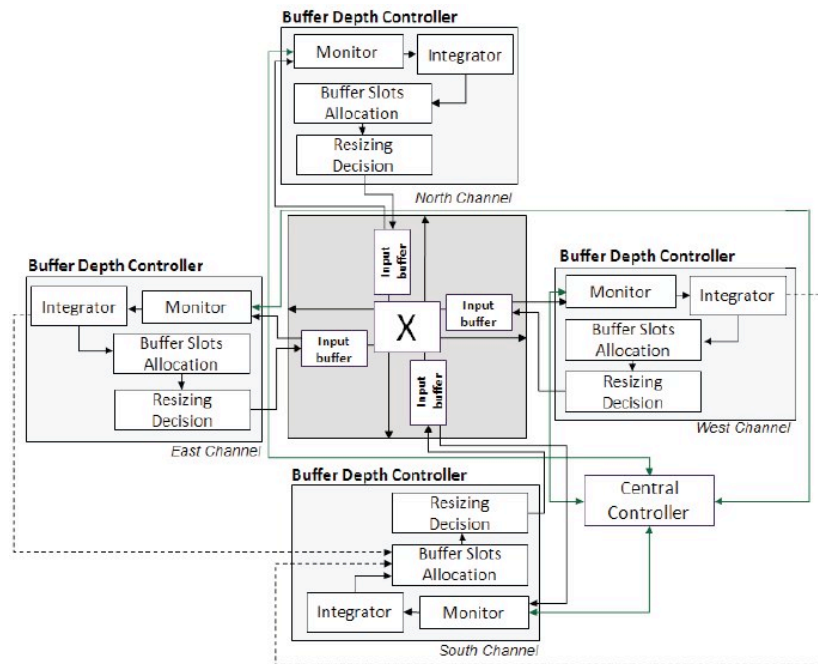 Buffer Depth Controller
Monitor
Integrator
Buffer Slots
Allocation
Resizing
Decision
North Channel
Buffer Depth Controller
Integrator
Monitor
Buffer Slots
Allocation
Resizing
Decision
East Channel
Input
buffer
Input
buffer
X
Input
buffer
Input
buffer
Buffer Depth Controller
Monitor
Integrator
Buffer Slots
Allocation
Resizing
Decision
West Channel
Buffer Depth Controller
Resizing
Decision
Buffer Slots
Allocation
Integrator
Monitor
South Channel
Central
Controller